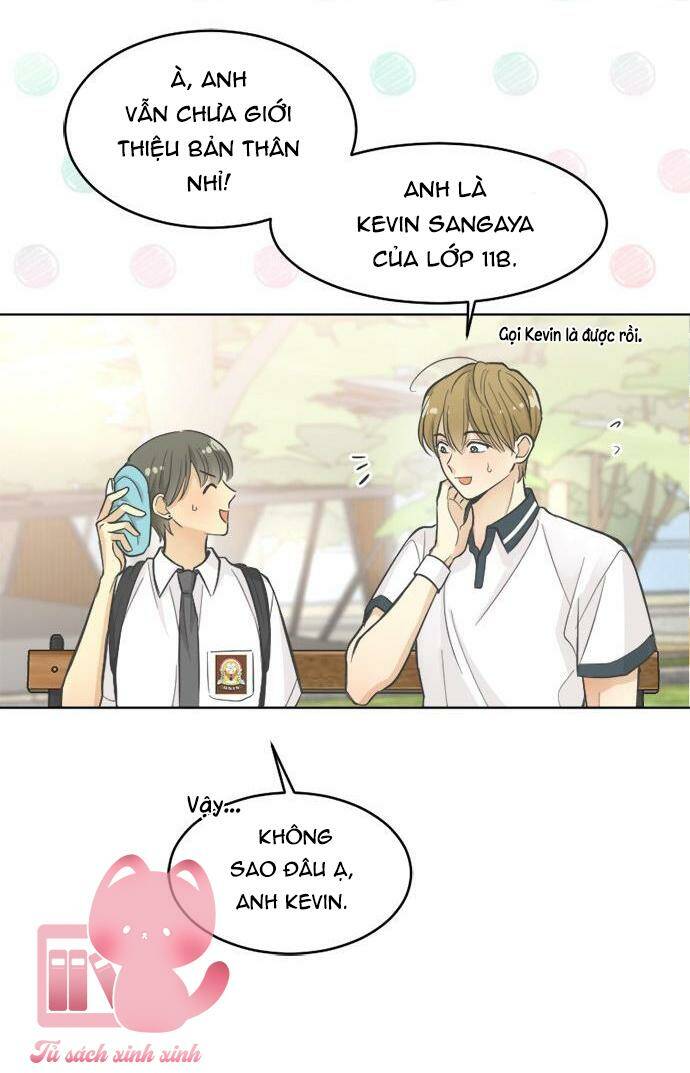 À, ANH
VẪN CHƯA GIỚI
THIỆU BẢN THÂN
NHỈ!
ANH LÀ
KEVIN SANGAYA
CỦA LỚP 11B.
Gọi Kevin là được rồi.
Vậy...
KHÔNG
SAO ĐÂU Ạ,
ANH KEVIN.
Tủ sách xinh xinh